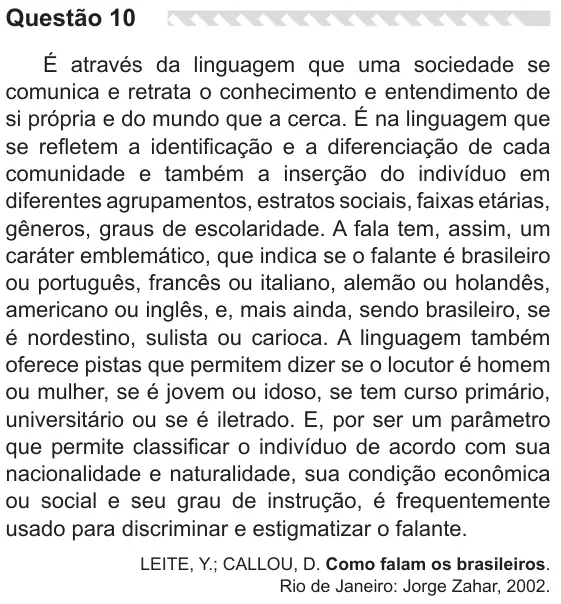 Questão 10
É através da linguagem que uma sociedade se
comunica e retrata o conhecimento e entendimento de
si própria e do mundo que a cerca. É na linguagem que
se refletem a identificação e a diferenciação de cada
comunidade e também a inserção do indivíduo em
diferentes agrupamentos, estratos sociais, faixas etárias,
gêneros, graus de escolaridade. A fala tem, assim, um
caráter emblemático, que indica se o falante é brasileiro
ou português, francês ou italiano, alemão ou holandês,
americano ou inglês, e, mais ainda, sendo brasileiro, se
é nordestino, sulista ou carioca. A linguagem também
oferece pistas que permitem dizer se o locutor é homem
ou mulher, se é jovem ou idoso, se tem curso primário,
universitário ou se é iletrado. E, por ser um parâmetro
que permite classificar o indivíduo de acordo com sua
nacionalidade e naturalidade, sua condição econômica
ou social e seu grau de instrução, é frequentemente
usado para discriminar e estigmatizar o falante.
LEITE, Y.; CALLOU, D. Como falam os brasileiros.
Rio de Janeiro: Jorge Zahar, 2002.